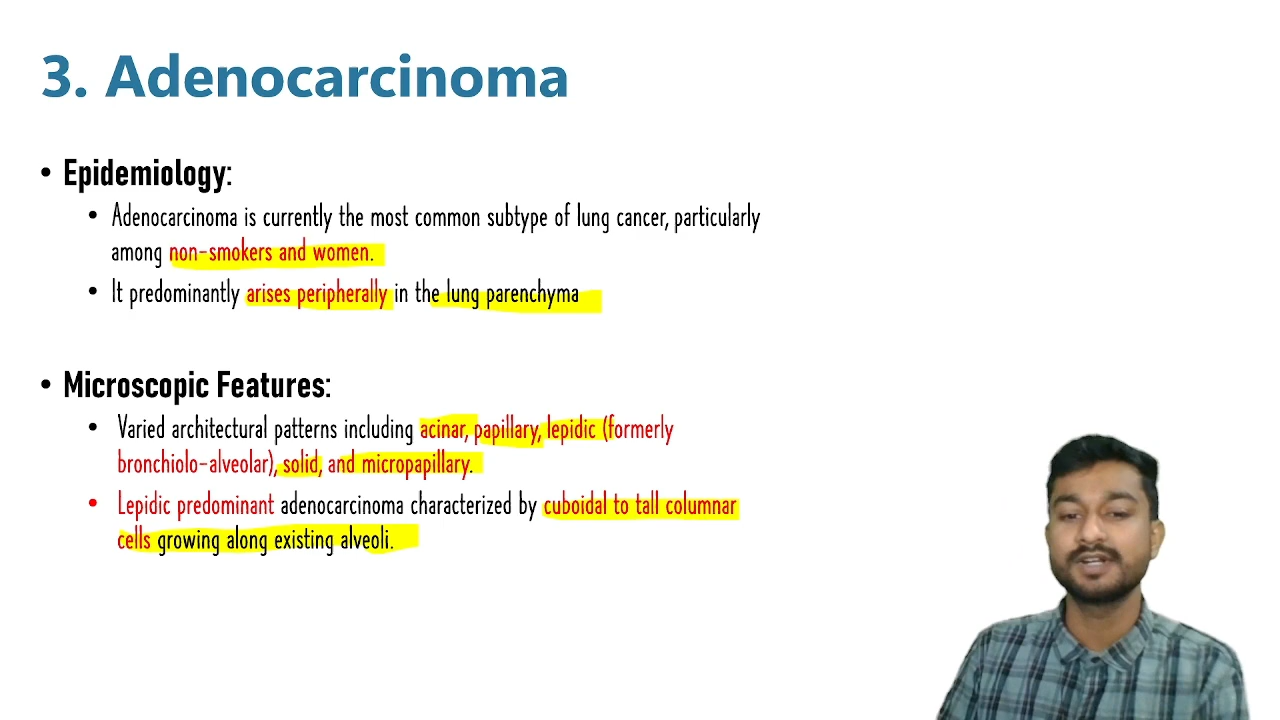 3. Adenocarcinoma
• Epidemiology:
• Adenocarcinoma is currently the most common subtype of lung cancer, particularly
among non-smokers and women.
• It predominantly arises peripherally in the lung parenchyma
• Microscopic Features:
• Varied architectural patterns including acinar, papillary, lepidic (formerly
bronchiolo-alveolar), solid, and micropapillary.
• Lepidic predominant adenocarcinoma characterized by cuboidal to tall columnar
cells growing along existing alveoli.